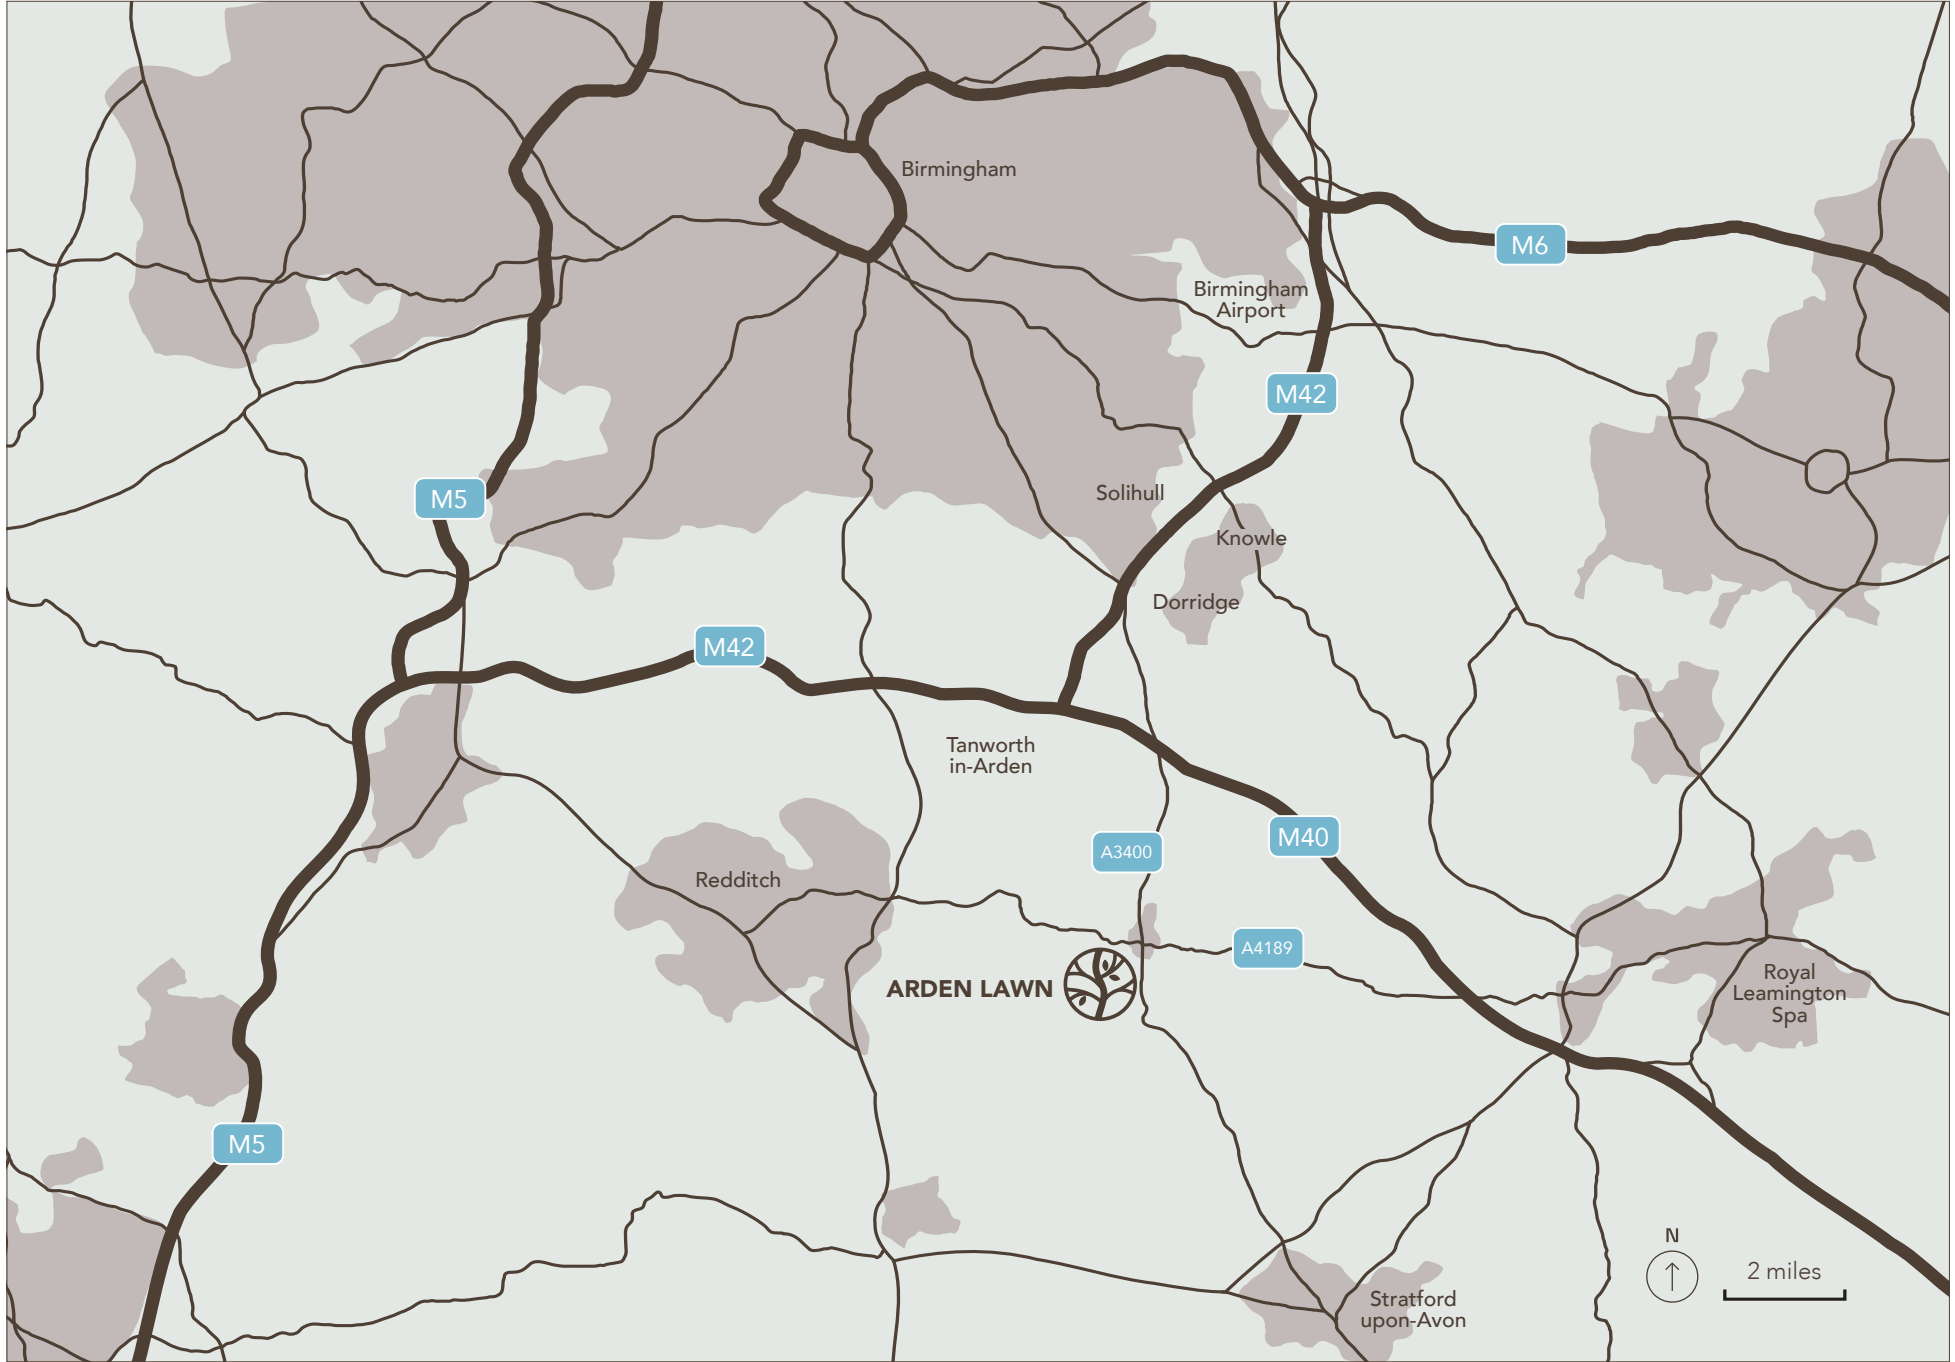 Birmingham
M6
Birmingham
Airport
M42
M5
Solihull
Knowle
Dorridge
M42
Tanworth
in-Arden
A3400
M40
Redditch
A4189
ARDEN LAWN
Royal
Leamington
Spa
M5
N
2 miles
Stratford
upon-Avon